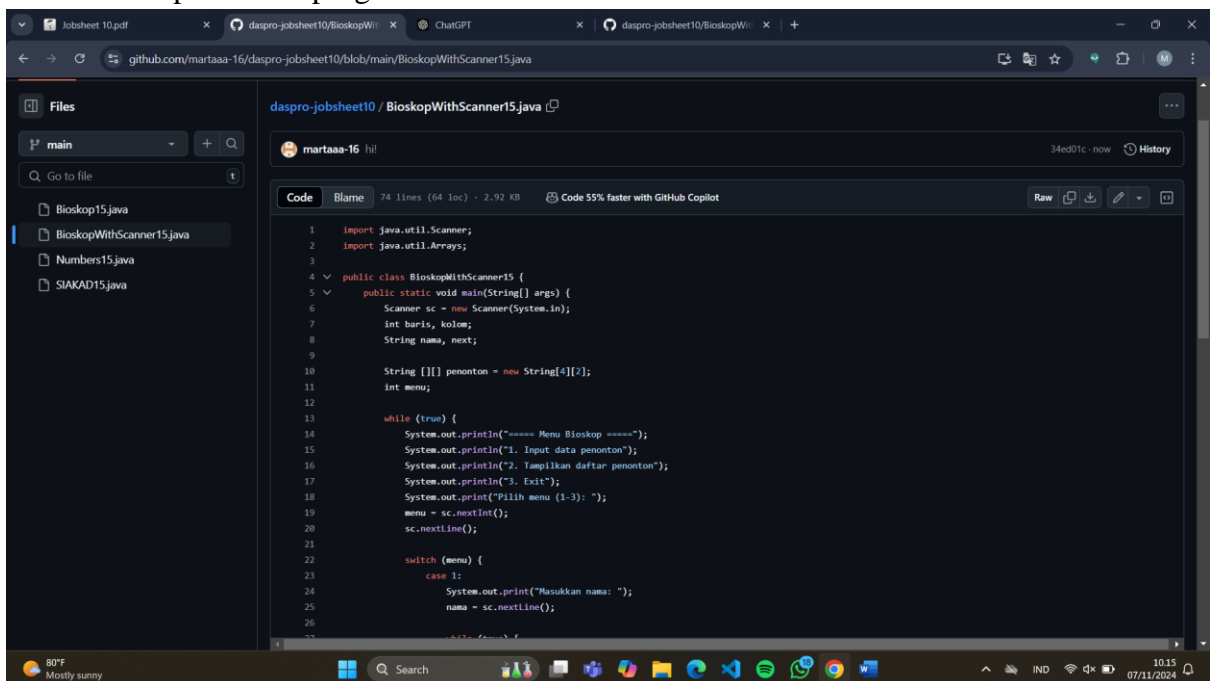 Jobsheet 10.pdf
daspro-jobsheet10/BioskopWit
ChatGPT
daspro-jobsheet10/BioskopWit
github.com/martaaa-16/daspro-jobsheet10/blob/main/BioskopWithScanner15.java
M
Files
daspro-jobsheet10 / BioskopWithScanner15.java
main
martaaa-16 hi!
34ed01c · now
History
Go to file
t
Code
Blame
74 lines (64 loc) · 2.92 KB
Code 55% faster with GitHub Copilot
Raw
Bioskop15.java
BioskopWithScanner15.java
Numbers15.java
SIAKAD15.java
1 import java.util.Scanner;
2 import java.util.Arrays;
3
4 public class BioskopWithScanner15 {
5 public static void main(String[] args) {
6 Scanner sc = new Scanner(System.in);
7 int baris, kolom;
8 String nama, next;
9
10 String [][] penonton = new String[4][2];
11 int menu;
12
13 while (true) {
14 System.out.println("===== Menu Bioskop =====");
15 System.out.println("1. Input data penonton");
16 System.out.println("2. Tampilkan daftar penonton");
17 System.out.println("3. Exit");
18 System.out.print("Pilih menu (1-3): ");
19 menu = sc.nextInt();
20 sc.nextLine();
21
22 switch (menu) {
23 case 1:
24 System.out.print("Masukkan nama: ");
25 nama = sc.nextLine();
26
80°F
Mostly sunny
Search
18
IND
10.15
07/11/2024